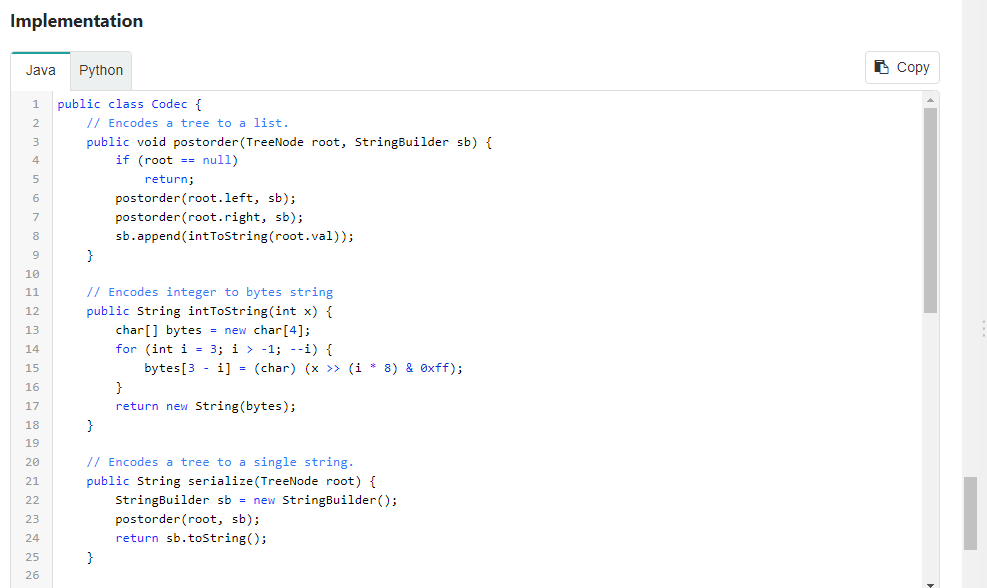 Implementation
Java Python Copy
1 public class Codec {
2     // Encodes a tree to a list.
3     public void postorder(TreeNode root, StringBuilder sb) {
4         if (root == null)
5             return;
6         postorder(root.left, sb);
7         postorder(root.right, sb);
8         sb.append(intToString(root.val));
9     }
10
11     // Encodes integer to bytes string
12     public String intToString(int x) {
13         char[] bytes = new char[4];
14         for (int i = 3; i > -1; --i) {
15             bytes[3 - i] = (char) (x >> (i * 8) & 0xff);
16         }
17         return new String(bytes);
18     }
19
20     // Encodes a tree to a single string.
21     public String serialize(TreeNode root) {
22         StringBuilder sb = new StringBuilder();
23         postorder(root, sb);
24         return sb.toString();
25     }
26